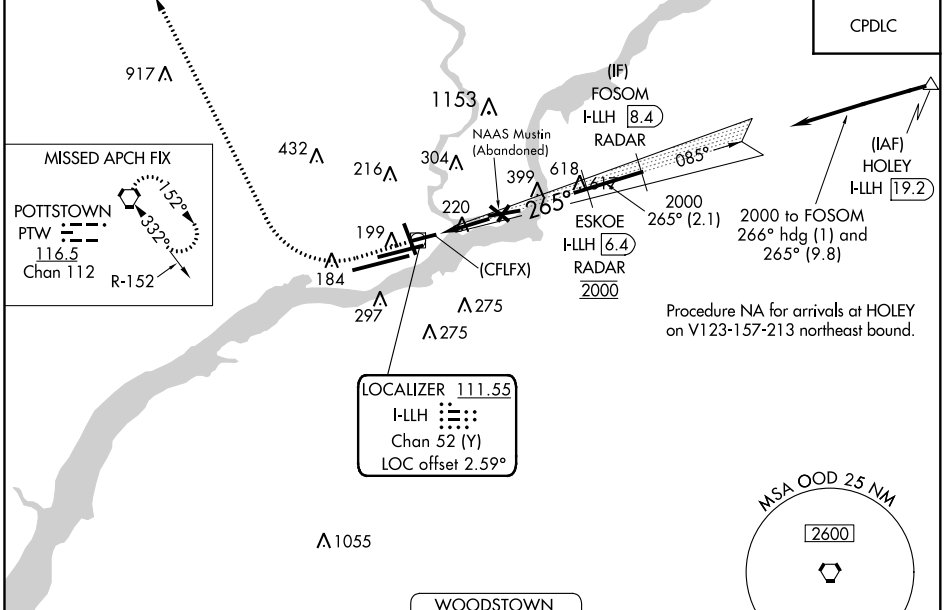 CPDLC
917
1153
(IF)
FOSOM
I-LLH 8.4
RADAR
NAAS Mustin
(Abandoned)
432
216
304
399
618
085°
(IAF)
HOLEY
I-LLH 19.2
MISSED APCH FIX
POTTSTOWN
PTW
116.5
Chan 112
152°
332°
R-152
199
220
265°
184
(CFLFX)
ESKOE
I-LLH 6.4
RADAR
2000
2000
265° (2.1)
2000 to FOSOM
266° hdg (1) and
265° (9.8)
297
275
275
Procedure NA for arrivals at HOLEY
on V123-157-213 northeast bound.
LOCALIZER 111.55
I-LLH
Chan 52 (Y)
LOC offset 2.59°
1055
MSA OOD 25 NM
2600
WOODSTOWN